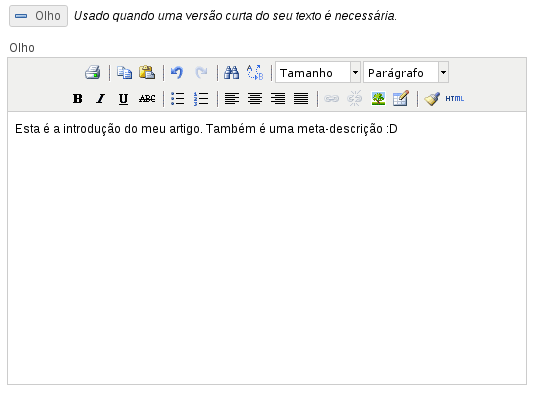 Olho Usado quando uma versão curta do seu texto é necessária.
Olho
Tamanho Parágrafo
B I U ABC HTML
Esta é a introdução do meu artigo. Também é uma meta-descrição :D